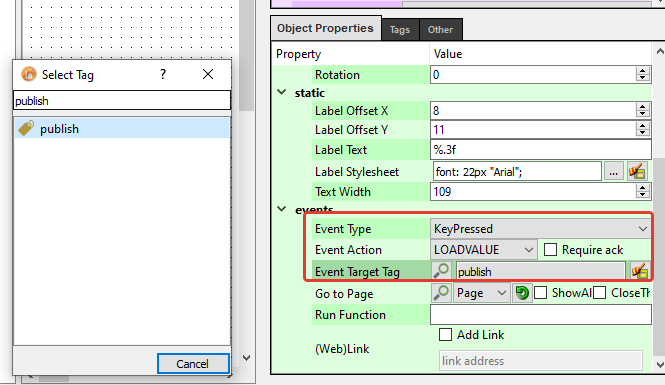 Select Tag
publish
publish
Cancel
Object Properties Tags Other
Property Value
Rotation 0
static
Label Offset X 8
Label Offset Y 11
Label Text %.3f
Label Stylesheet font: 22px "Arial"; ...
Text Width 109
events
Event Type KeyPressed
Event Action LOADVALUE Require ack
Event Target Tag publish
Go to Page Page ShowAl CloseTh
Run Function
(Web)Link Add Link
link address